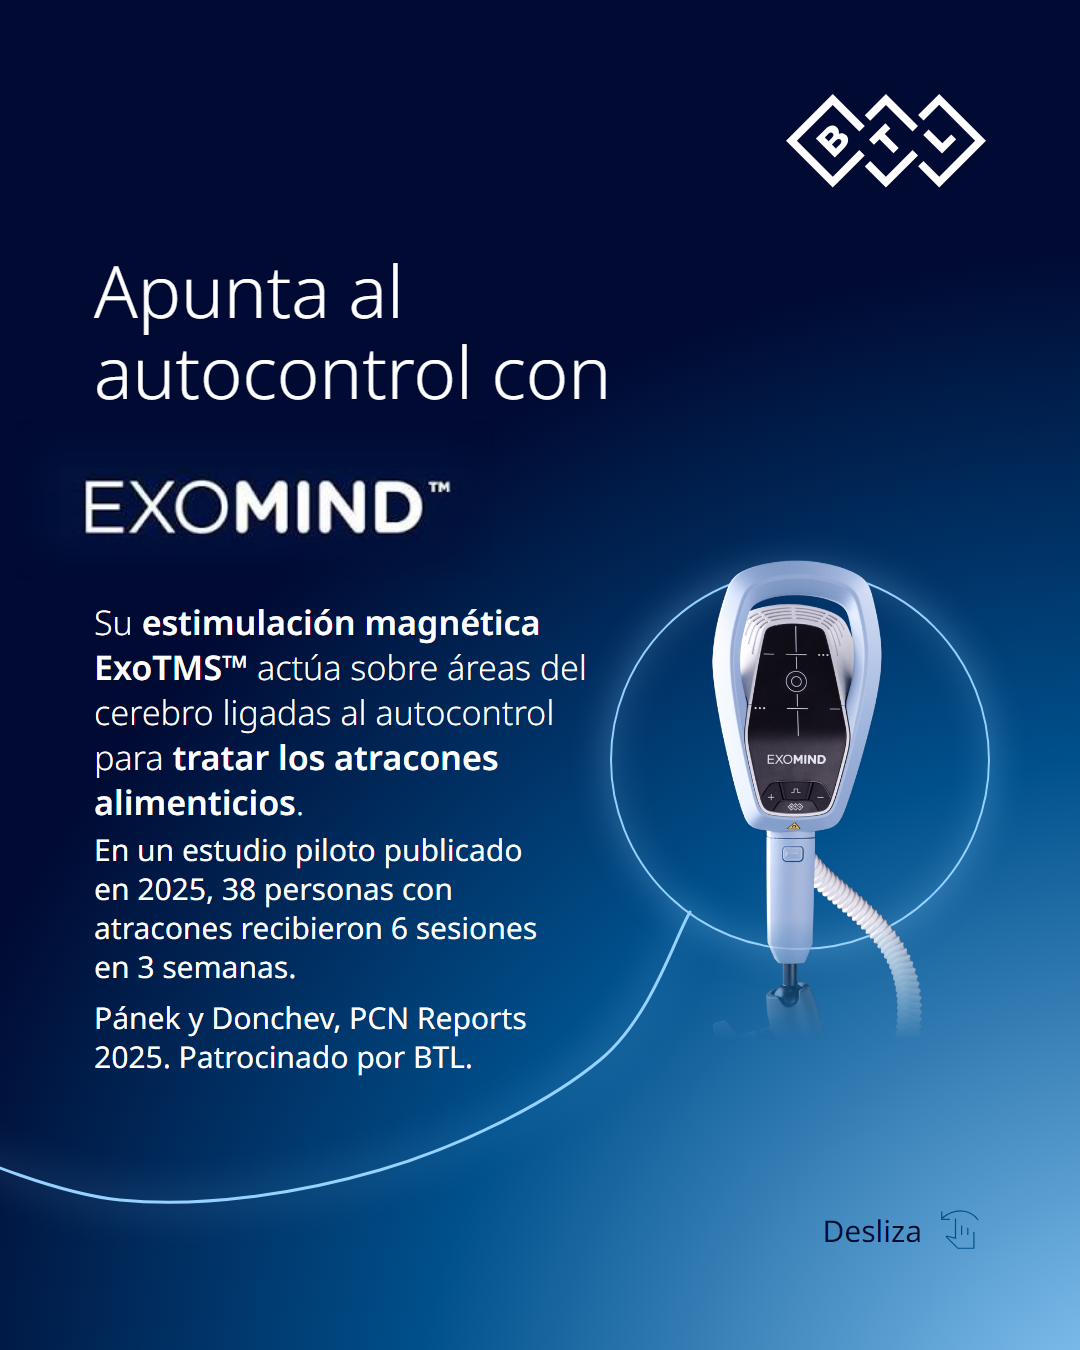 BTL
Apunta al
autocontrol con
EXOMIND™
Su estimulación magnética
ExoTMS™ actúa sobre áreas del
cerebro ligadas al autocontrol
para tratar los atracones
alimenticios.
En un estudio piloto publicado
en 2025, 38 personas con
atracones recibieron 6 sesiones
en 3 semanas.
Pánek y Donchev, PCN Reports
2025. Patrocinado por BTL.
EXOMIND
Desliza